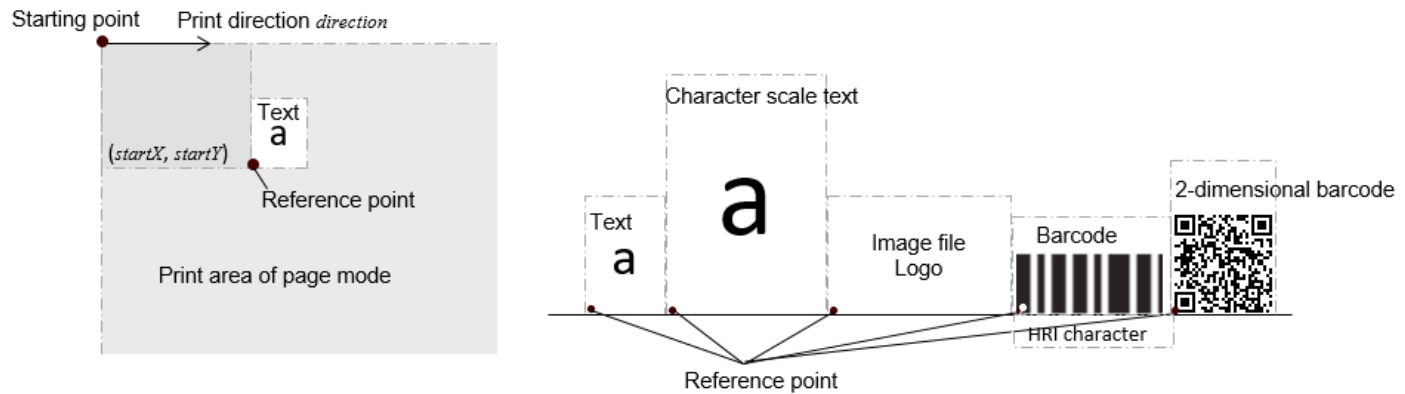 Starting point
Print direction direction
Text
a
(startX, startY)
Reference point
Print area of page mode
Character scale text
a
Text
a
Image file
Logo
Barcode
HRI character
2-dimensional barcode
Reference point